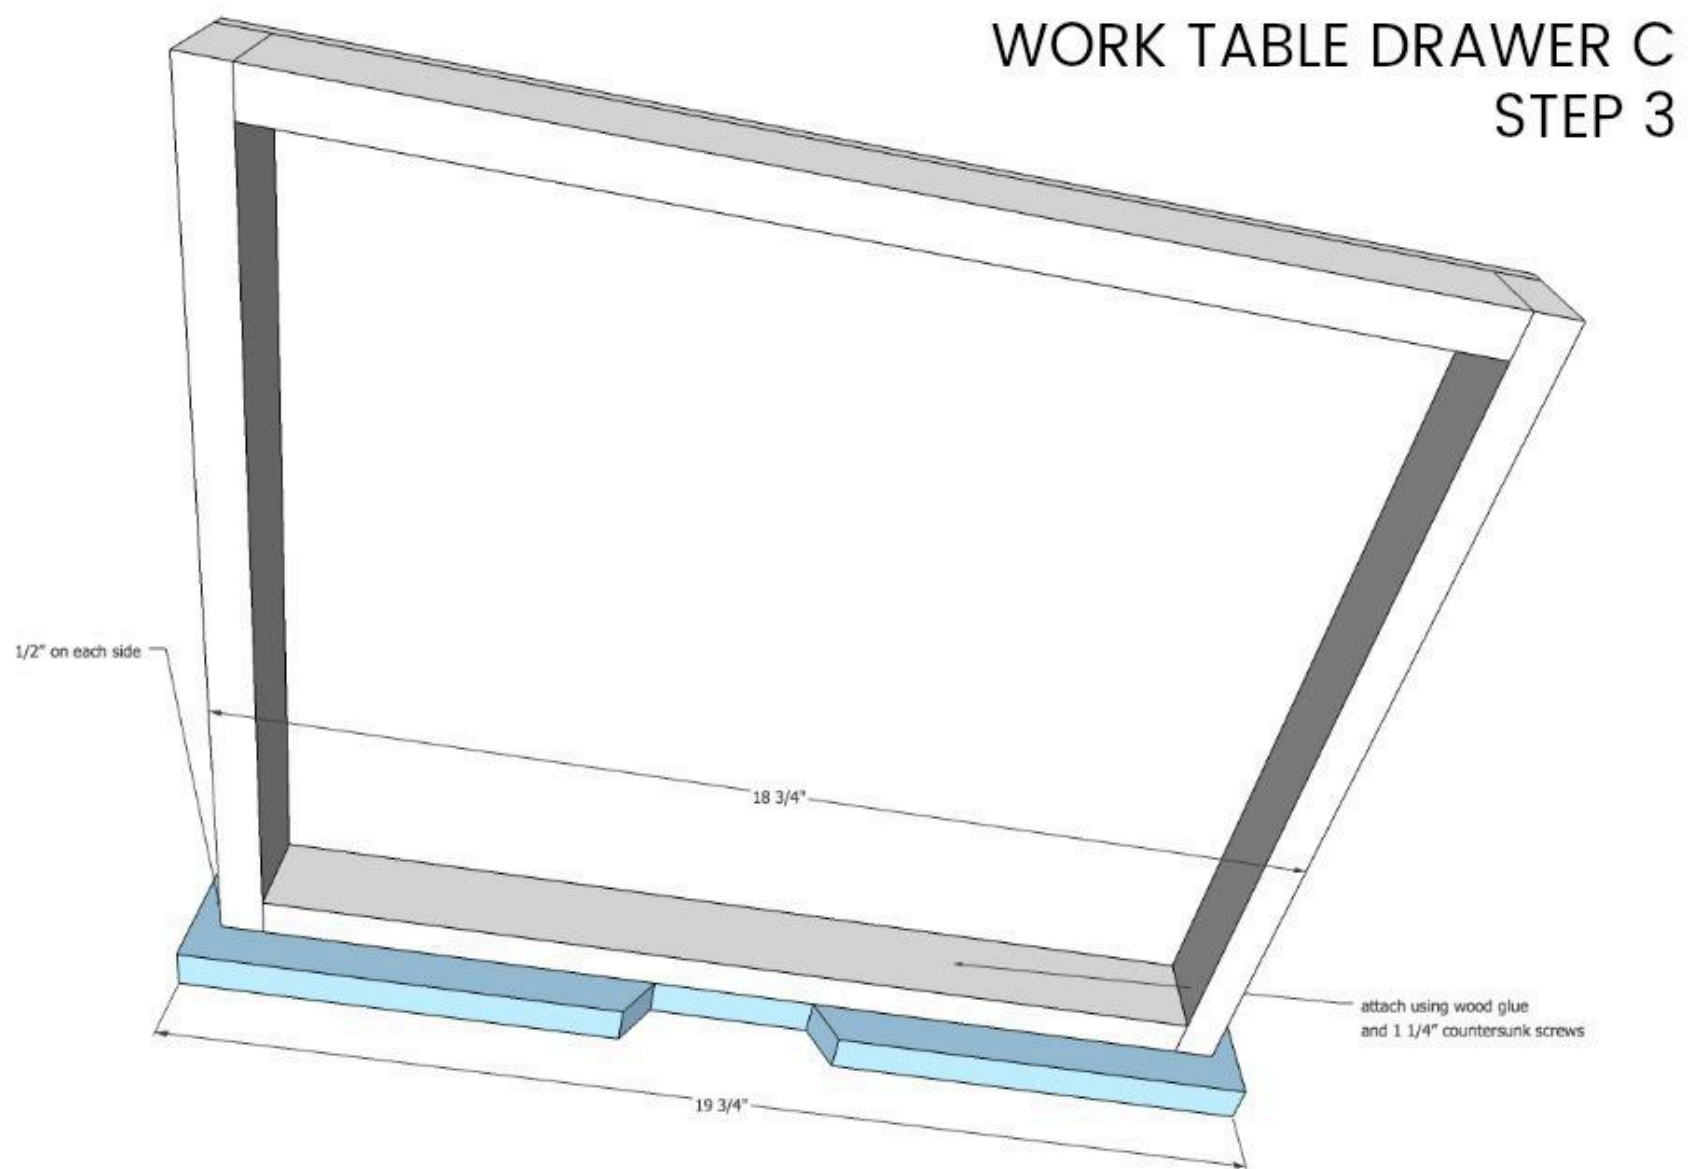 WORK TABLE DRAWER C
STEP 3
1/2" on each side
18 3/4"
attach using wood glue
and 1 1/4" countersunk screws
19 3/4"